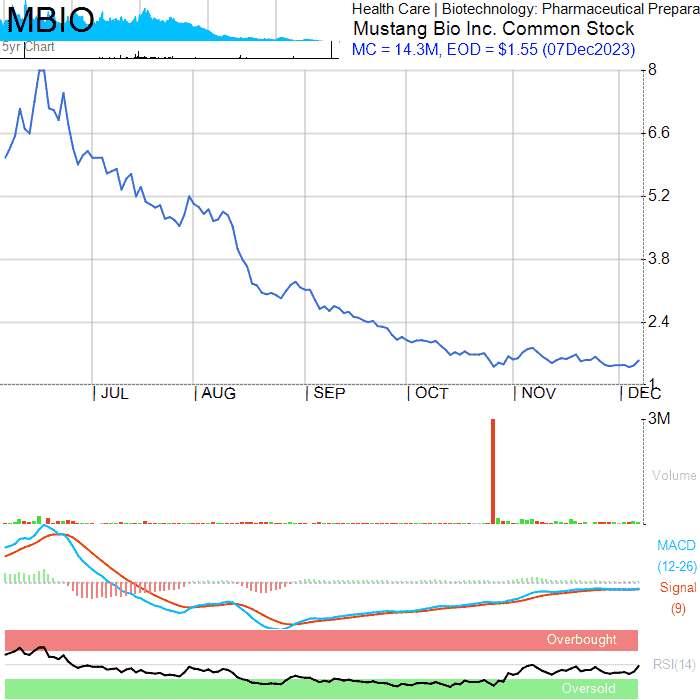 MBIO
5yr Chart
Health Care | Biotechnology: Pharmaceutical Prepara
Mustang Bio Inc. Common Stock
MC = 14.3M, EOD = $1.55 (07Dec2023)
8
6.6
5.2
3.8
2.4
1
JUL
AUG
SEP
OCT
NOV
DEC
3M
Volume
MACD
(12-26)
Signal
(9)
Overbought
RSI(14)
Oversold